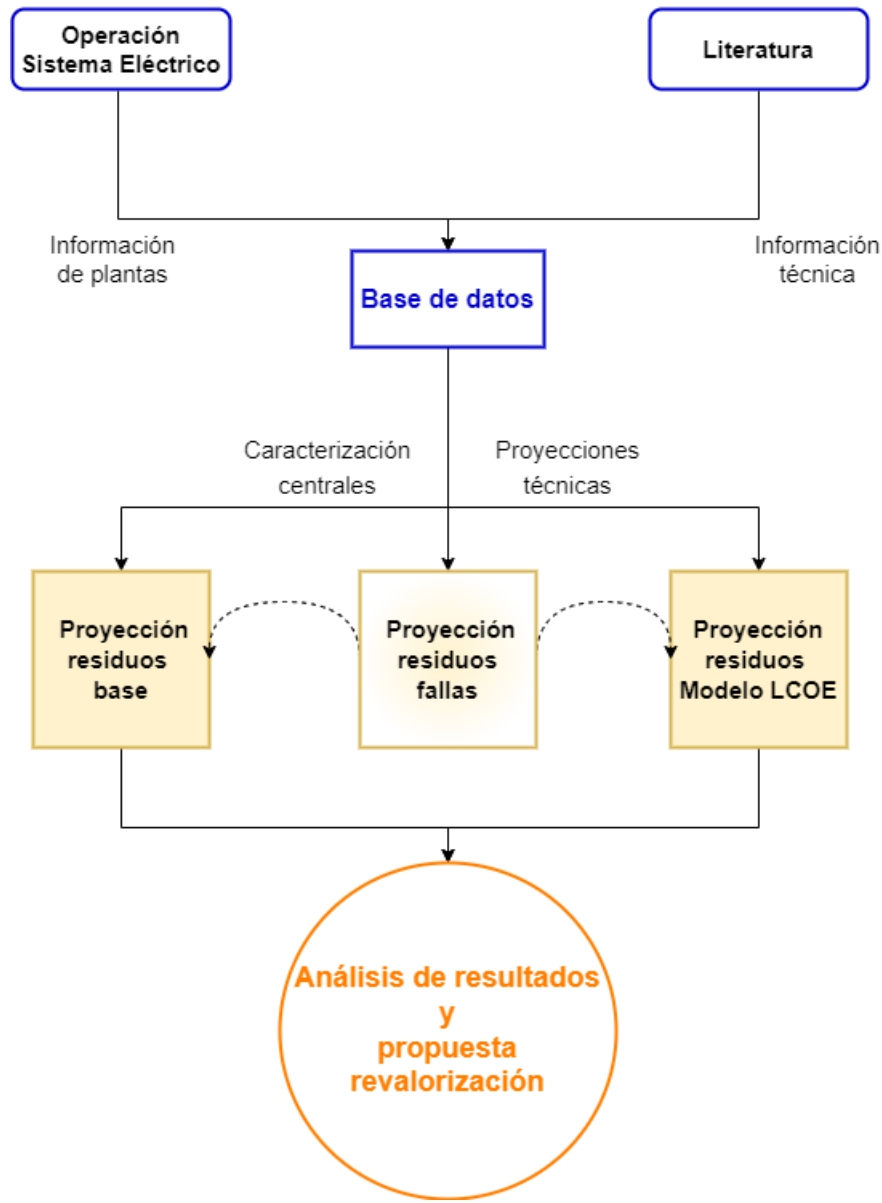 Operación
Sistema Eléctrico
Literatura
Información
de plantas
Información
técnica
Base de datos
Caracterización
centrales
Proyecciones
técnicas
Proyección
residuos
base
Proyección
residuos
fallas
Proyección
residuos
Modelo LCOE
Análisis de resultados
y
propuesta
revalorización